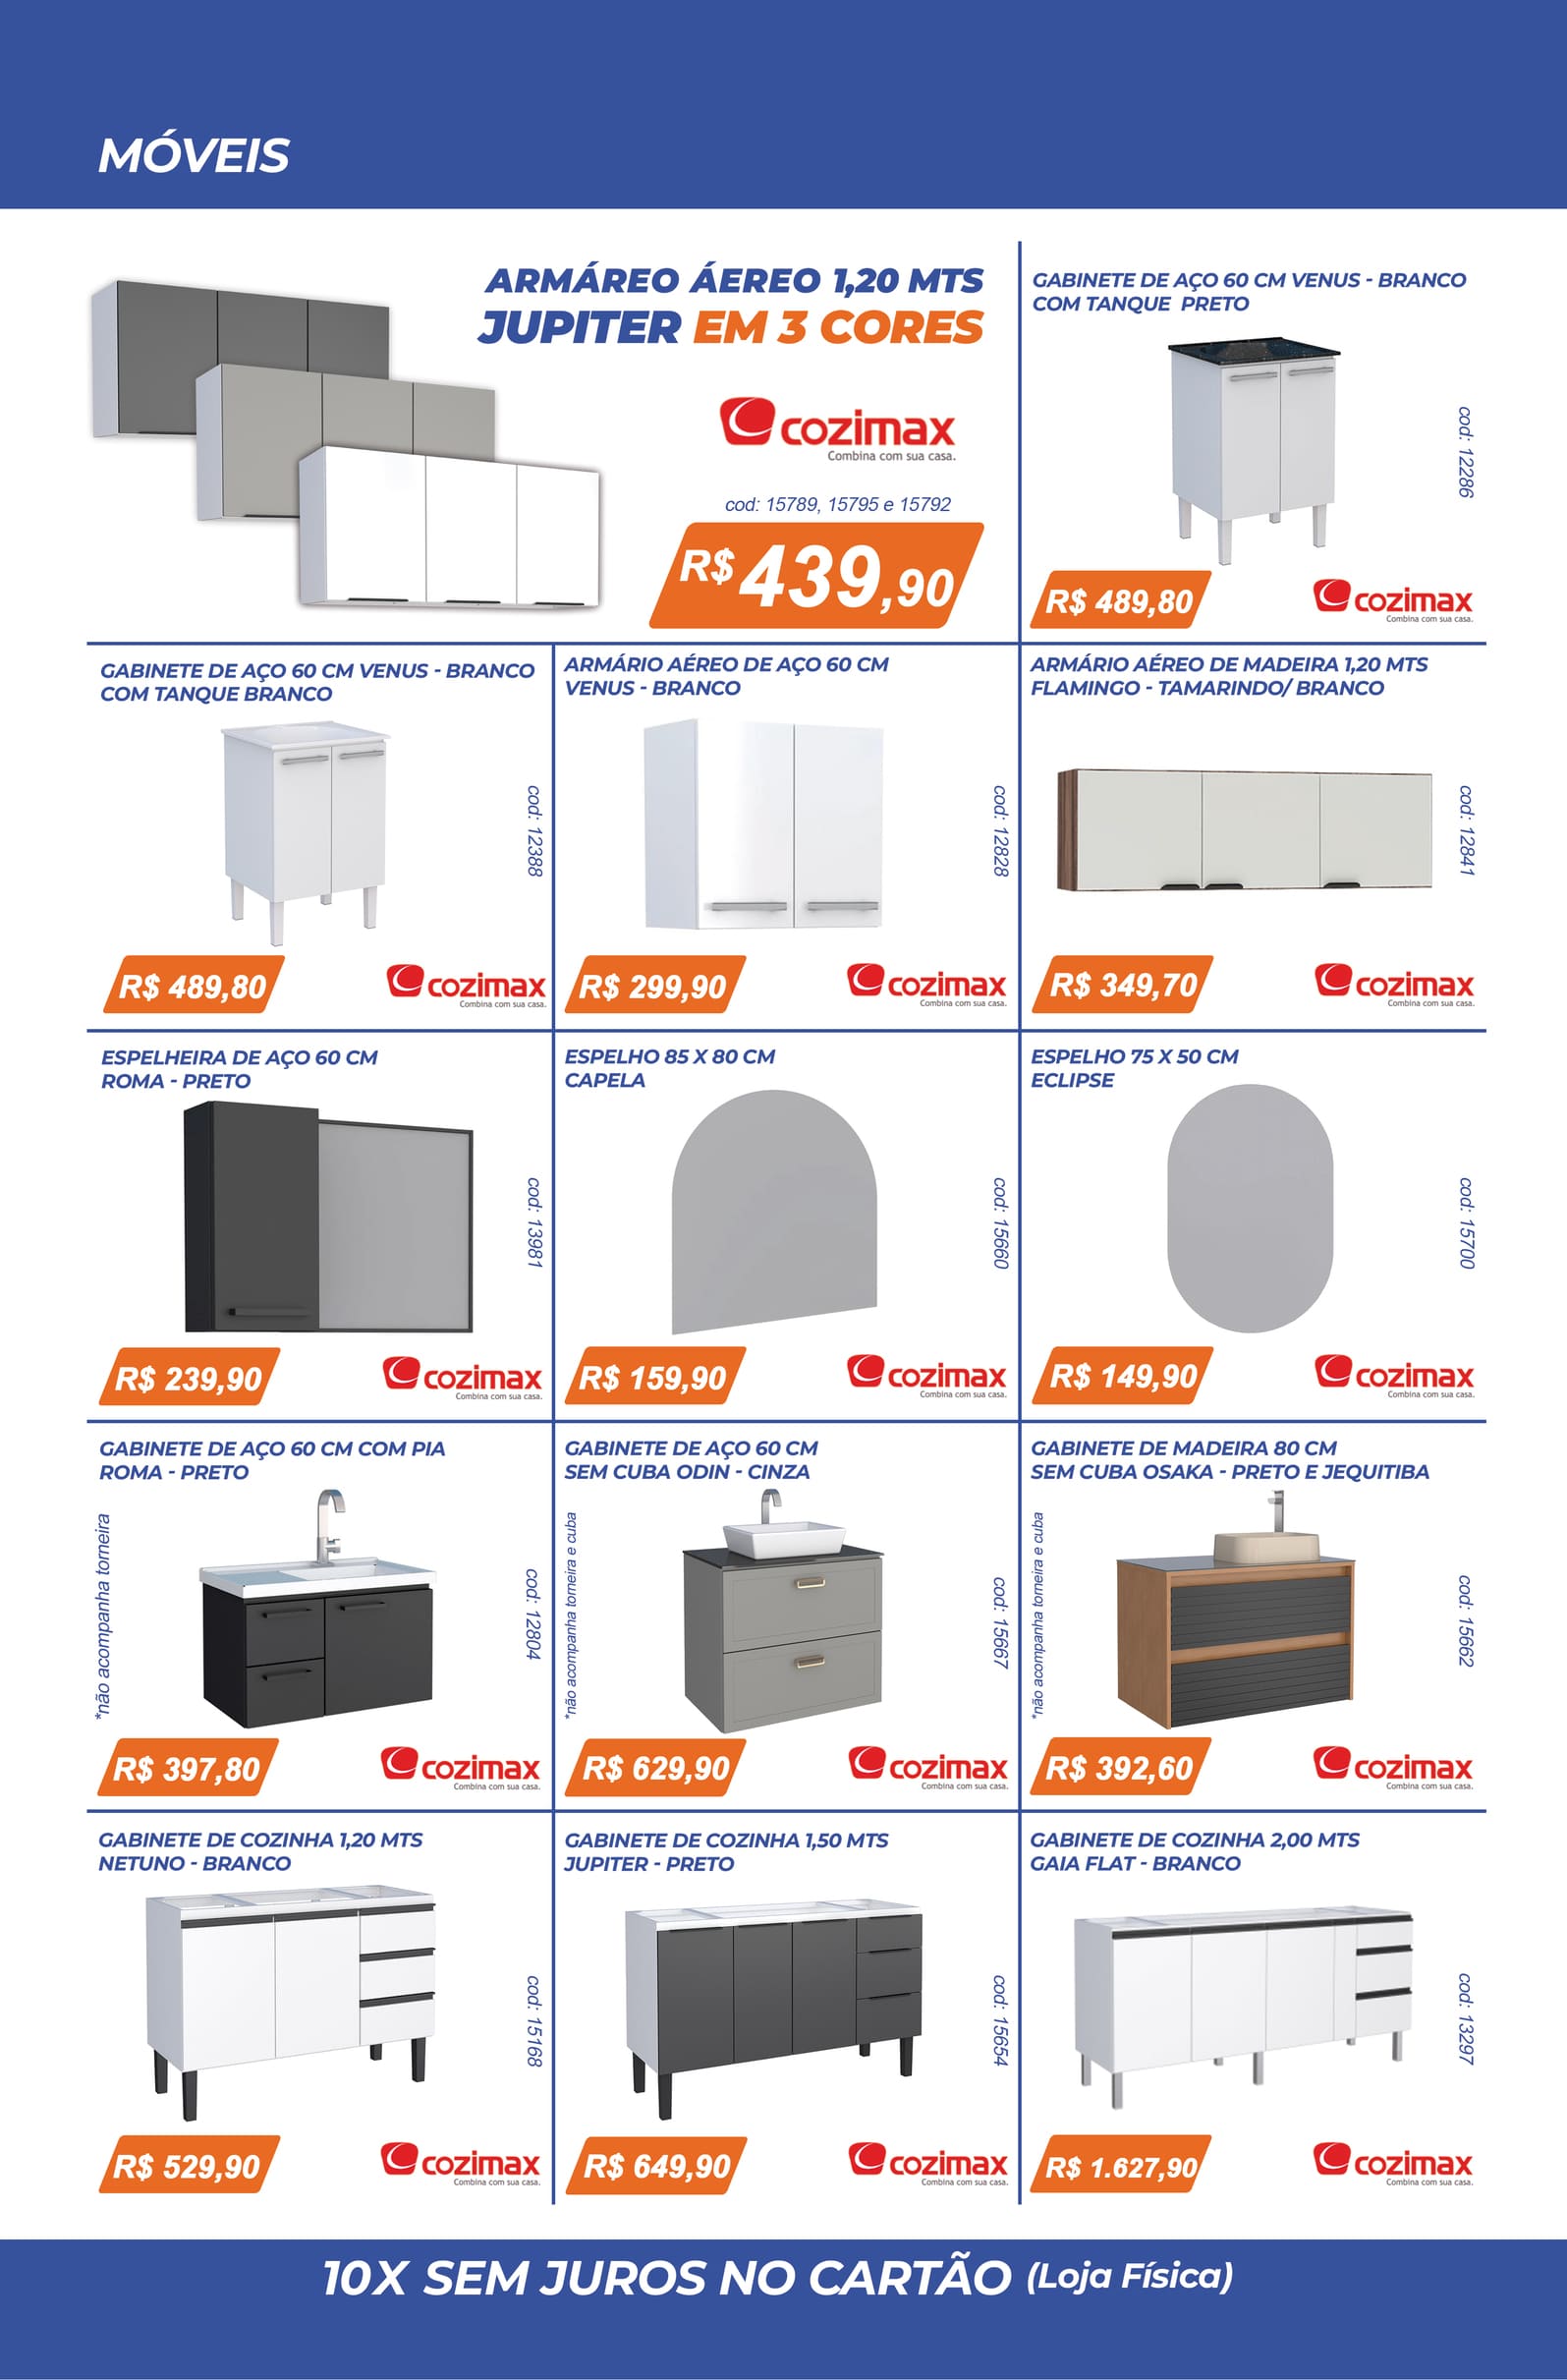 MÓVEIS
ARMÁREO ÁEREO 1,20 MTS
JUPITER EM 3 CORES
cozimax
Combina com sua casa.
cod: 15789, 15795 e 15792
R$ 439,90
GABINETE DE AÇO 60 CM VENUS - BRANCO
COM TANQUE PRETO
cod: 12286
R$ 489,80
cozimax
Combina com sua casa.
GABINETE DE AÇO 60 CM VENUS - BRANCO
COM TANQUE BRANCO
cod: 12388
R$ 489,80
cozimax
Combina com sua casa.
ARMÁRIO AÉREO DE AÇO 60 CM
VENUS - BRANCO
cod: 12828
R$ 299,90
cozimax
Combina com sua casa.
ARMÁRIO AÉREO DE MADEIRA 1,20 MTS
FLAMINGO - TAMARINDO/ BRANCO
cod: 12841
R$ 349,70
cozimax
Combina com sua casa.
ESPELHEIRA DE AÇO 60 CM
ROMA - PRETO
cod: 13981
R$ 239,90
cozimax
Combina com sua casa.
ESPELHO 85 X 80 CM
CAPELA
cod: 15660
R$ 159,90
cozimax
Combina com sua casa.
ESPELHO 75 X 50 CM
ECLIPSE
cod: 15700
R$ 149,90
cozimax
Combina com sua casa.
GABINETE DE AÇO 60 CM COM PIA
ROMA - PRETO
*não acompanha torneira
cod: 12804
R$ 397,80
cozimax
Combina com sua casa.
GABINETE DE AÇO 60 CM
SEM CUBA ODIN - CINZA
*não acompanha torneira e cuba
cod: 15667
R$ 629,90
cozimax
Combina com sua casa.
GABINETE DE MADEIRA 80 CM
SEM CUBA OSAKA - PRETO E JEQUITIBA
*não acompanha torneira e cuba
cod: 15662
R$ 392,60
cozimax
Combina com sua casa.
GABINETE DE COZINHA 1,20 MTS
NETUNO - BRANCO
cod: 15168
R$ 529,90
cozimax
Combina com sua casa.
GABINETE DE COZINHA 1,50 MTS
JUPITER - PRETO
cod: 15654
R$ 649,90
cozimax
Combina com sua casa.
GABINETE DE COZINHA 2,00 MTS
GAIA FLAT - BRANCO
cod: 13297
R$ 1.627,90
cozimax
Combina com sua casa.
10X SEM JUROS NO CARTÃO (Loja Física)